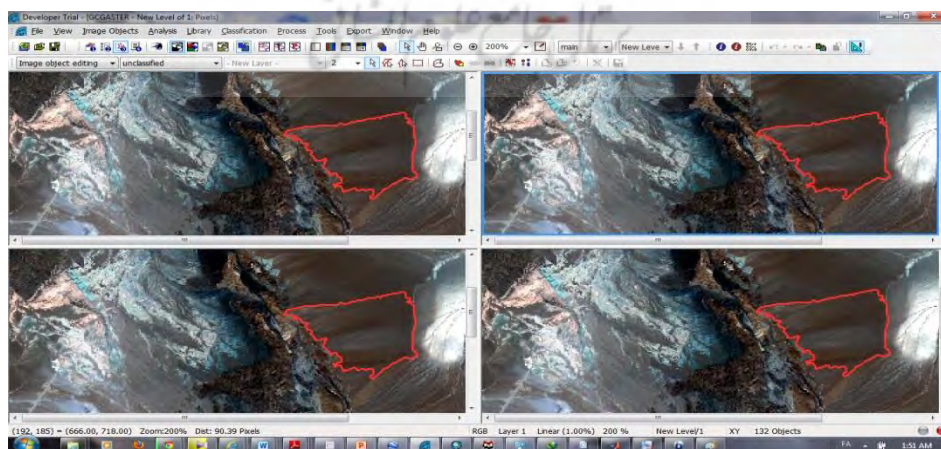 Developer Trial - [GCGASTER - New Level of 1: Pixels]
File View Image Objects Analysis Library Classification Process Tools Export Window Help
200% main New Leve
Image object editing unclassified - New Layer - 2
(192, 185) = (666.00, 718.00) Zoom:200% Dist: 90.39 Pixels RGB Layer 1 Linear (1.00%) 200 % New Level/1 XY 132 Objects
FA 1:51 AM